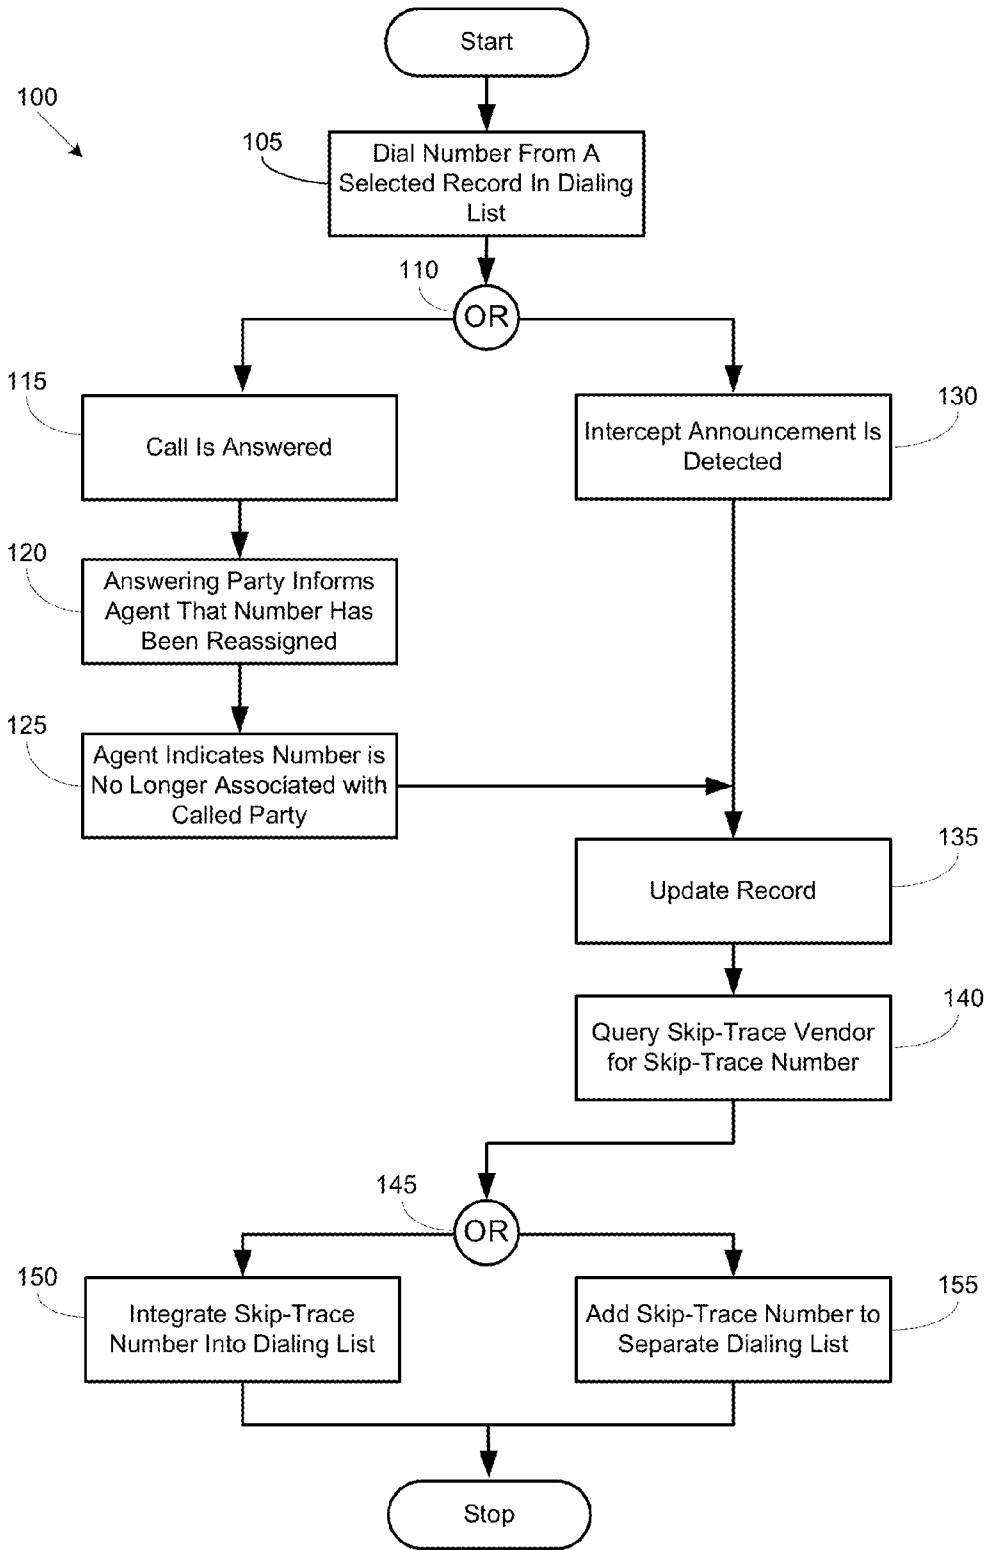 Start
100
105
Dial Number From A
Selected Record In Dialing
List
110
OR
115
Call Is Answered
130
Intercept Announcement Is
Detected
120
Answering Party Informs
Agent That Number Has
Been Reassigned
125
Agent Indicates Number is
No Longer Associated with
Called Party
135
Update Record
140
Query Skip-Trace Vendor
for Skip-Trace Number
145
OR
150
Integrate Skip-Trace
Number Into Dialing List
155
Add Skip-Trace Number to
Separate Dialing List
Stop